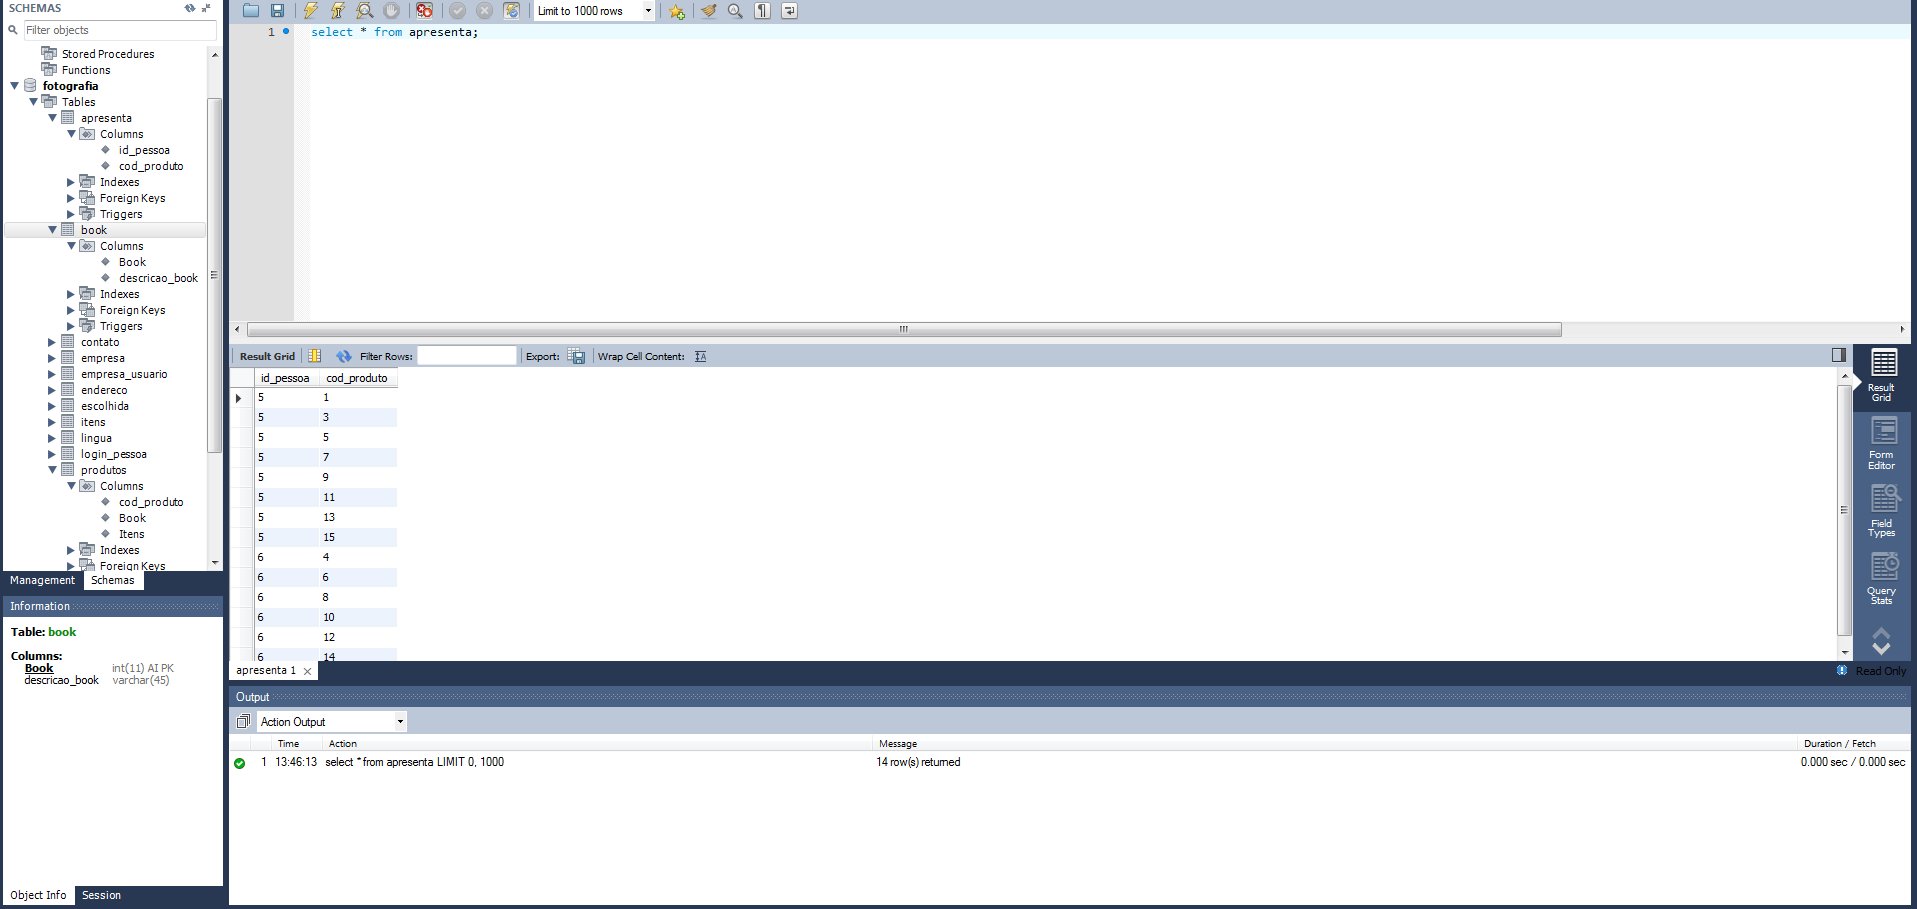 SCHEMAS
Filter objects
Stored Procedures
Functions
fotografia
Tables
apresenta
Columns
id_pessoa
cod_produto
Indexes
Foreign Keys
Triggers
book
Columns
Book
descricao_book
Indexes
Foreign Keys
Triggers
contato
empresa
empresa_usuario
endereco
escolhida
itens
lingua
login_pessoa
produtos
Columns
cod_produto
Book
Itens
Indexes
Foreign Keys
Management Schemas
Information
Table: book
Columns:
Book int(11) AI PK
descricao_book varchar(45)
Object Info Session
Limit to 1000 rows
1 select * from apresenta;
Result Grid Filter Rows: Export: Wrap Cell Content:
id_pessoa cod_produto
5 1
5 3
5 5
5 7
5 9
5 11
5 13
5 15
6 4
6 6
6 8
6 10
6 12
6 14
Result
Grid
Form
Editor
Field
Types
Query
Stats
apresenta 1
Read Only
Output
Action Output
Time Action Message Duration / Fetch
1 13:46:13 select * from apresenta LIMIT 0, 1000 14 row(s) returned 0.000 sec / 0.000 sec